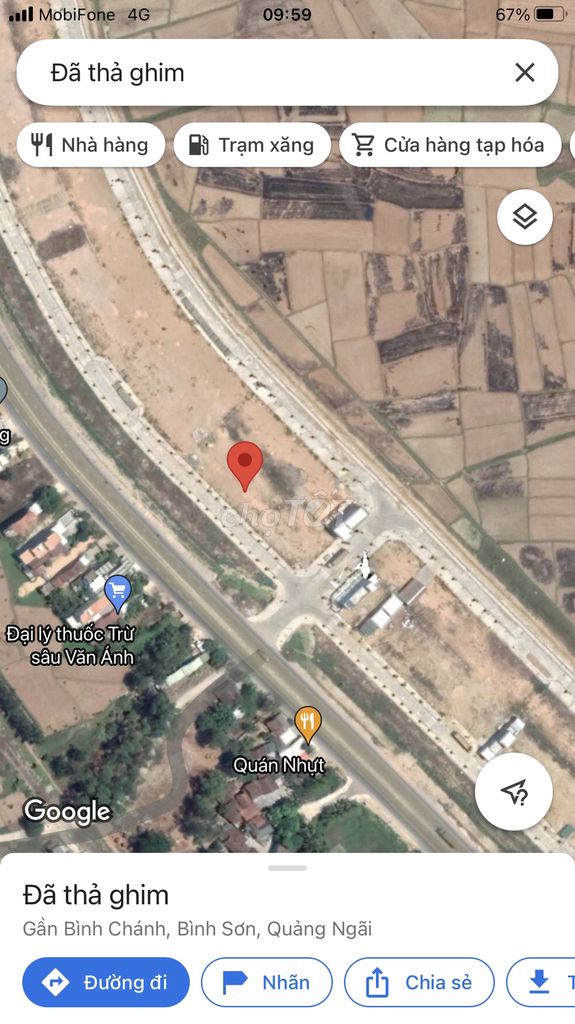 MobiFone 4G 09:59 67%
Đã thả ghim
Nhà hàng
Trạm xăng
Cửa hàng tạp hóa
g
chợTỐT
Đại lý thuốc Trừ
sâu Văn Ánh
Quán Nhựt
Google
Đã thả ghim
Gần Bình Chánh, Bình Sơn, Quảng Ngãi
Đường đi
Nhãn
Chia sẻ
T